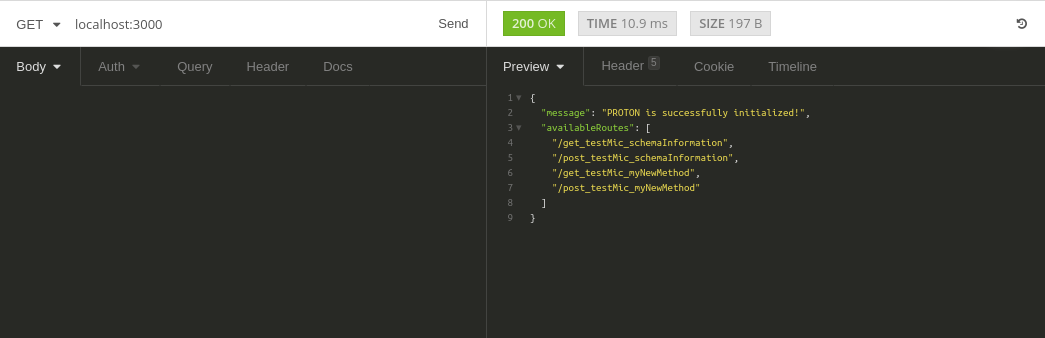 GET localhost:3000 Send 200 OK TIME 10.9 ms SIZE 197 B
Body Auth Query Header Docs Preview Header 5 Cookie Timeline
1 {
2 "message": "PROTON is successfully initialized!",
3 "availableRoutes": [
4 "/get_testMic_schemaInformation",
5 "/post_testMic_schemaInformation",
6 "/get_testMic_myNewMethod",
7 "/post_testMic_myNewMethod"
8 ]
9 }